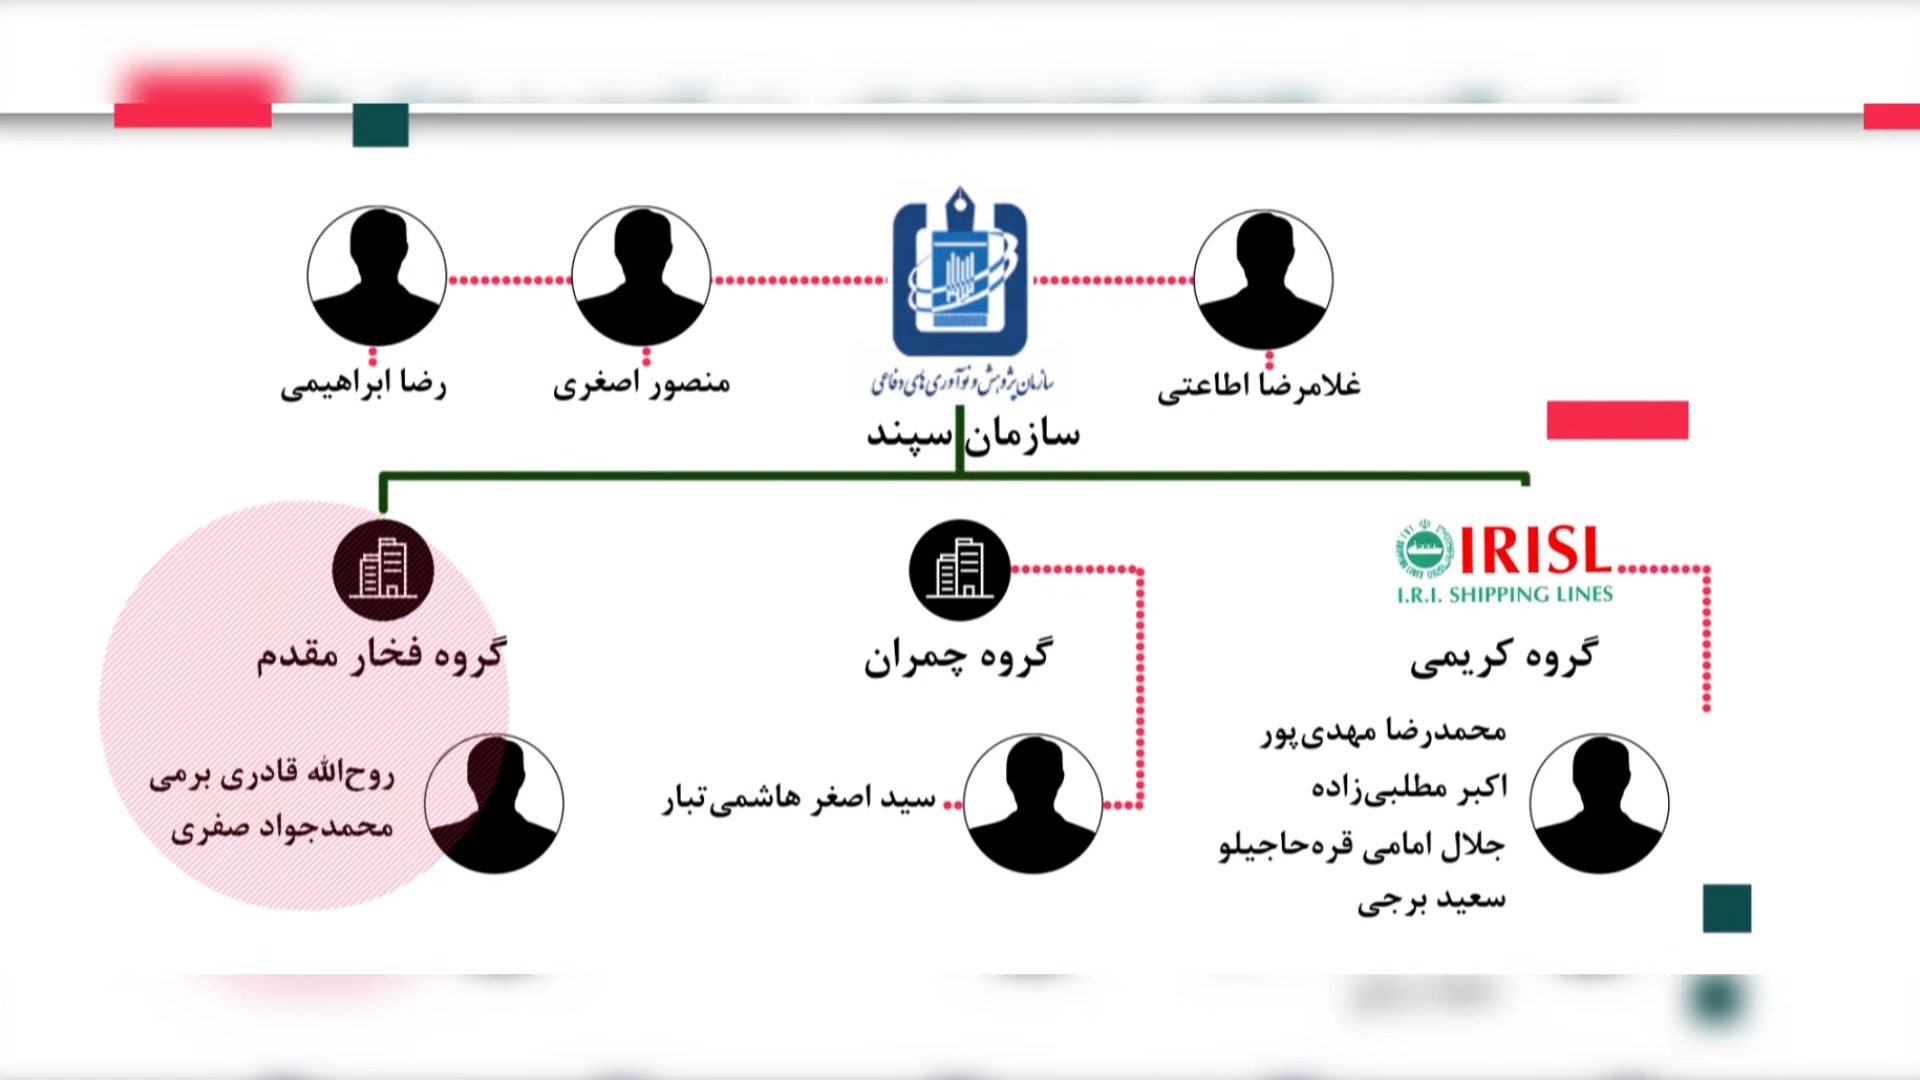 غلامرضا اطاعتی
سازمان پژوهش و نوآوری‌های دفاعی
منصور اصغری
رضا ابراهیمی
سازمان سپند
IRISL
I.R.I. SHIPPING LINES
گروه کریمی
محمدرضا مهدی‌پور
اکبر مطلبی‌زاده
جلال امامی قره‌حاجیلو
سعید برجی
گروه چمران
سید اصغر هاشمی‌تبار
گروه فخار مقدم
روح‌الله قادری برمی
محمدجواد صفری